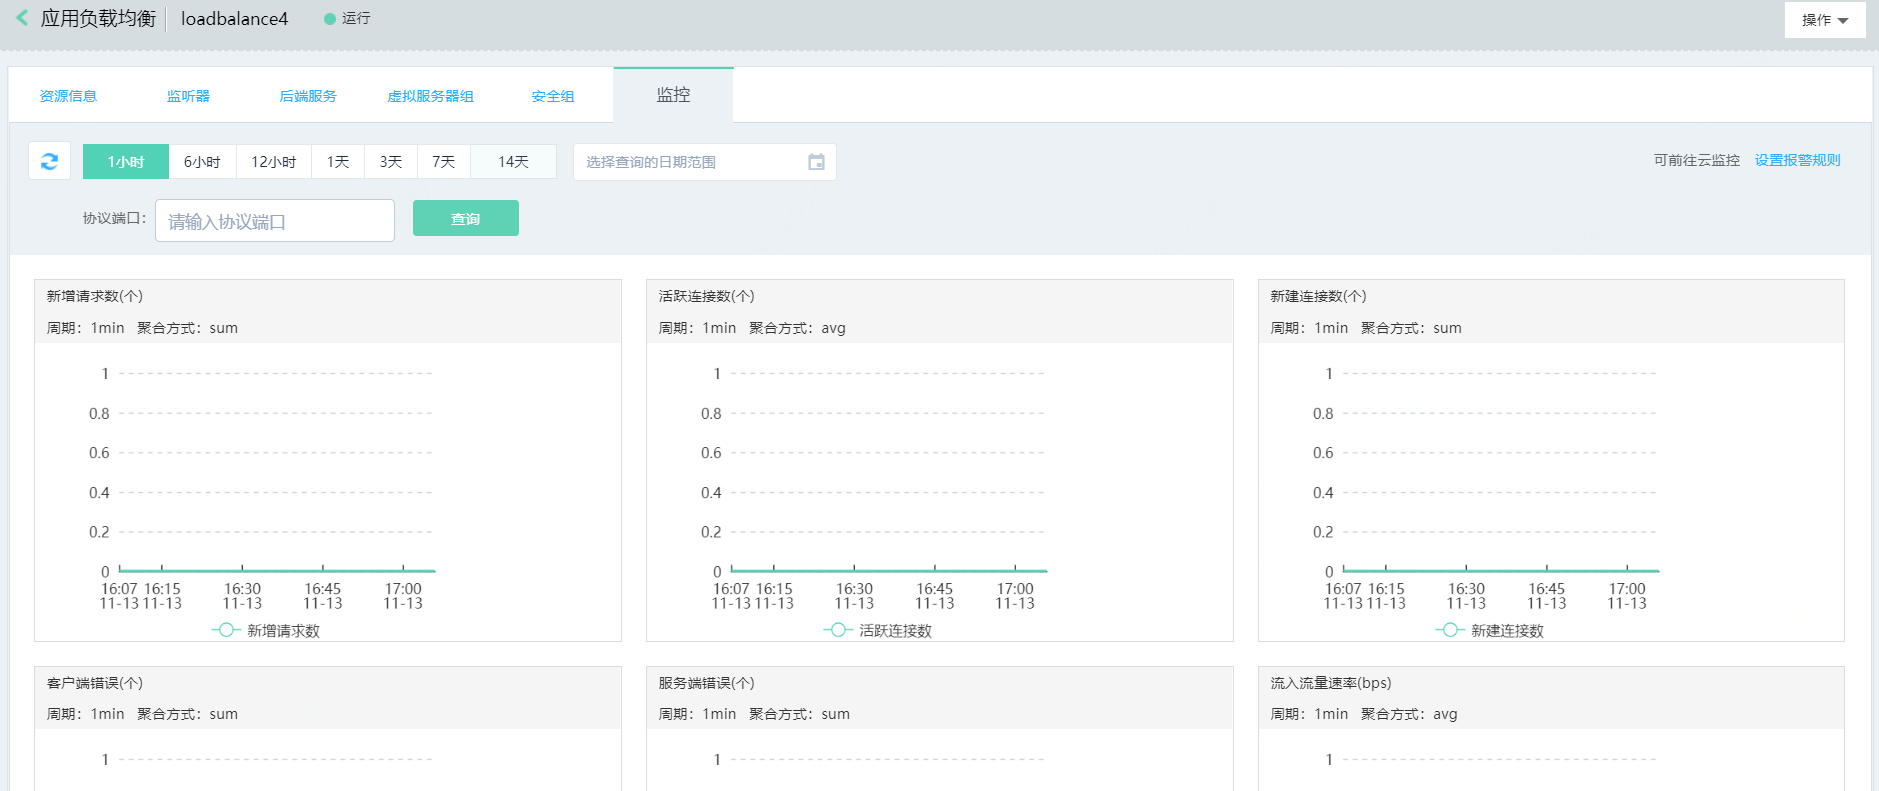 应用负载均衡 loadbalance4 运行 操作
资源信息 监听器 后端服务 虚拟服务器组 安全组 监控
1小时 6小时 12小时 1天 3天 7天 14天 选择查询的日期范围 可前往云监控 设置报警规则
协议端口: 请输入协议端口 查询
新增请求数(个)
周期: 1min 聚合方式: sum
1
0.8
0.6
0.4
0.2
0
16:07 16:15 16:30 16:45 17:00
11-13 11-13 11-13 11-13 11-13
新增请求数
活跃连接数(个)
周期: 1min 聚合方式: avg
1
0.8
0.6
0.4
0.2
0
16:07 16:15 16:30 16:45 17:00
11-13 11-13 11-13 11-13 11-13
活跃连接数
新建连接数(个)
周期: 1min 聚合方式: sum
1
0.8
0.6
0.4
0.2
0
16:07 16:15 16:30 16:45 17:00
11-13 11-13 11-13 11-13 11-13
新建连接数
客户端错误(个)
周期: 1min 聚合方式: sum
1
服务端错误(个)
周期: 1min 聚合方式: sum
1
流入流量速率(bps)
周期: 1min 聚合方式: avg
1